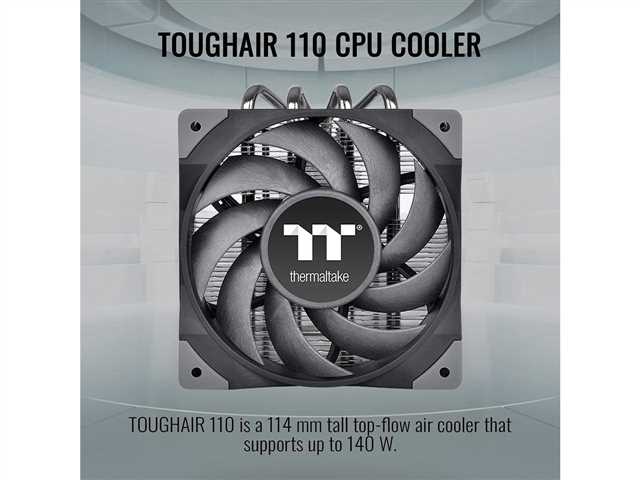 TOUGHAIR 110 CPU COOLER
®
thermaltake
TOUGHAIR 110 is a 114 mm tall top-flow air cooler that
supports up to 140 W.